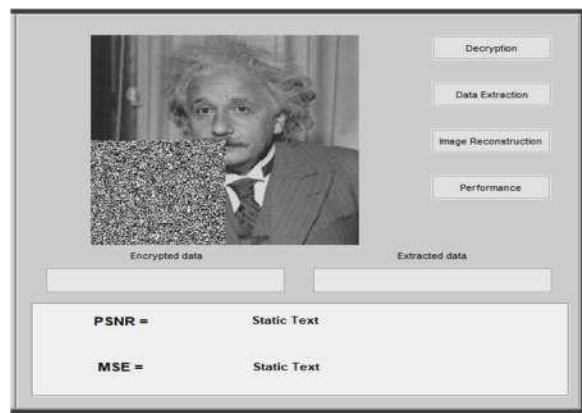 Decryption
Data Extraction
Image Reconstruction
Performance
Encrypted data Extracted data
PSNR = Static Text
MSE = Static Text